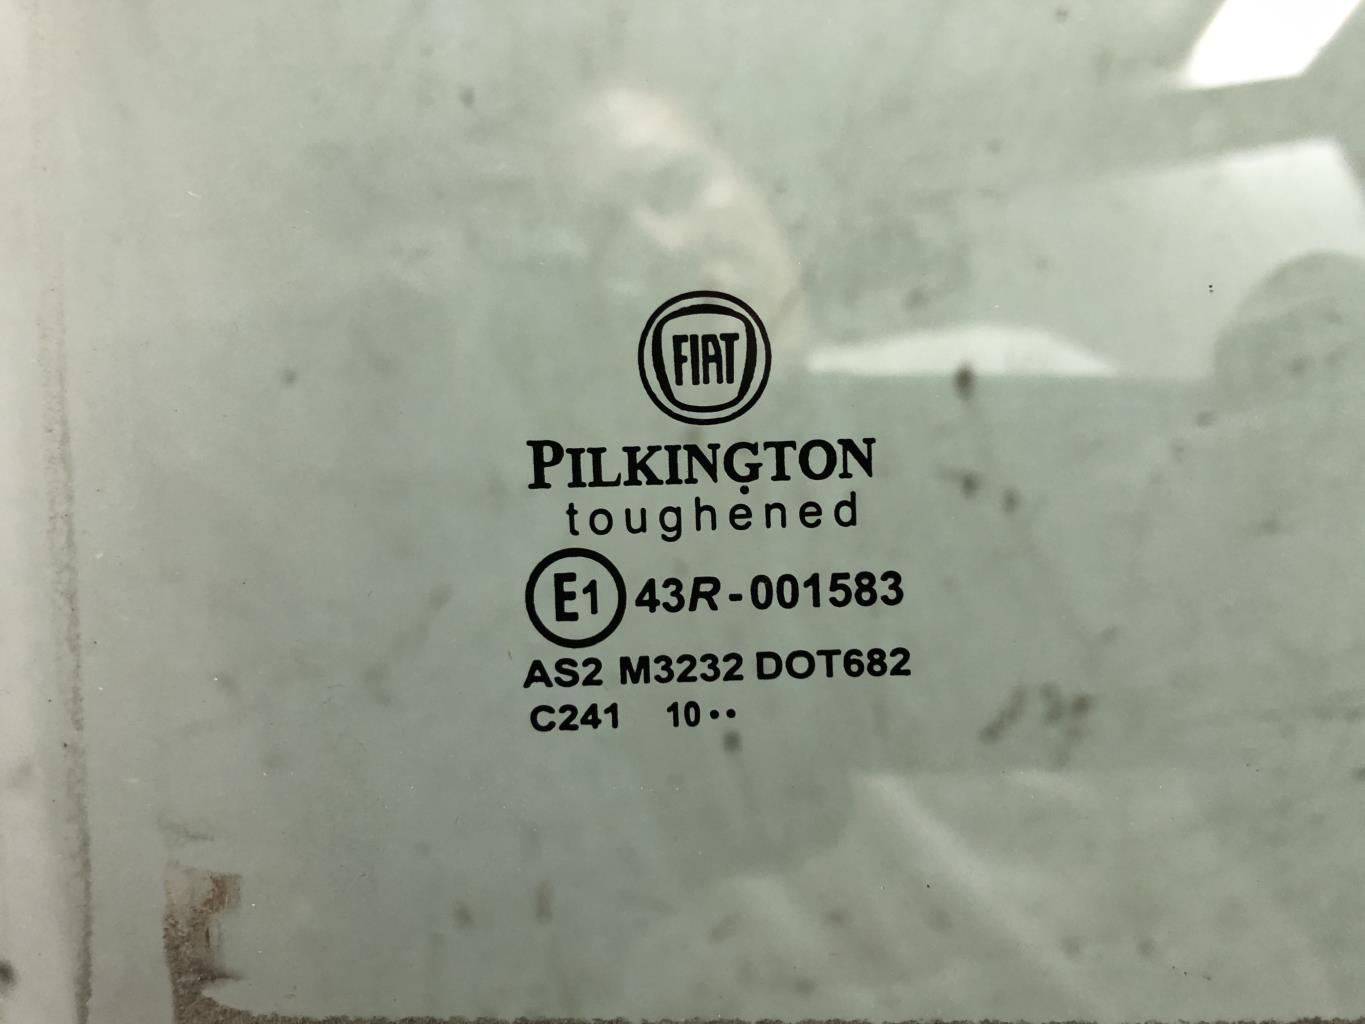 FIAT
PILKINGTON
toughened
E1 43R-001583
AS2 M3232 DOT682
C241 10••